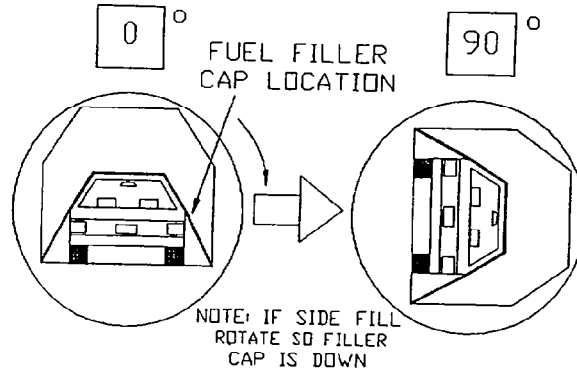 0 °
90 °
FUEL FILLER
CAP LOCATION
NOTE: IF SIDE FILL
ROTATE SO FILLER
CAP IS DOWN